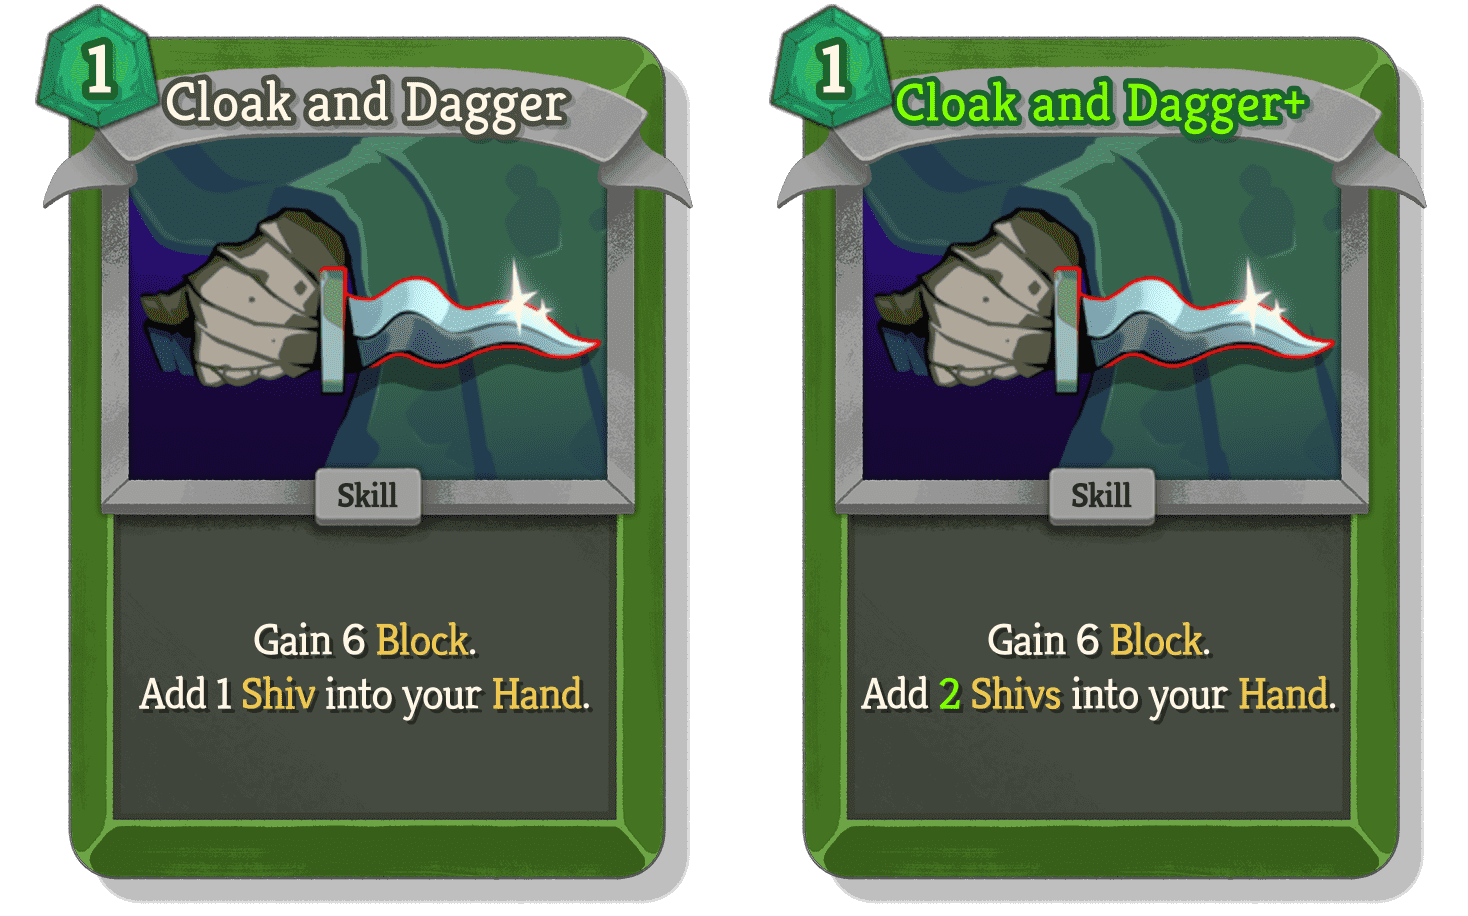 1
Cloak and Dagger
Skill
Gain 6 Block.
Add 1 Shiv into your Hand.
1
Cloak and Dagger+
Skill
Gain 6 Block.
Add 2 Shivs into your Hand.